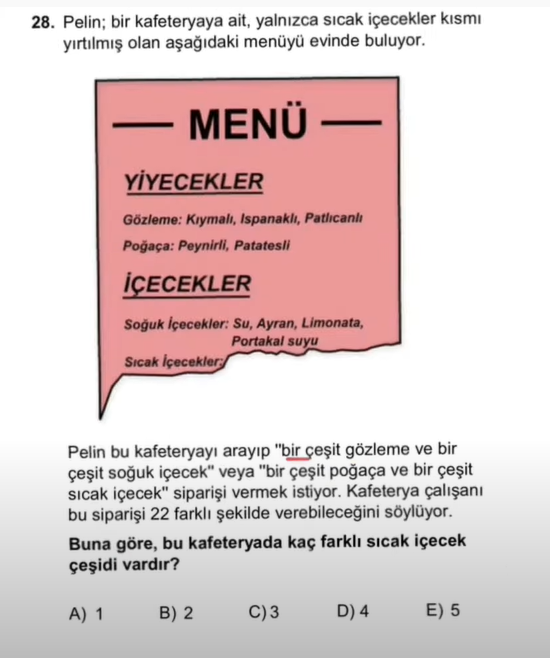 28. Pelin; bir kafeteryaya ait, yalnızca sıcak içecekler kısmı
yırtılmış olan aşağıdaki menüyü evinde buluyor.
MENÜ
YİYECEKLER
Gözleme: Kıymalı, Ispanaklı, Patlıcanlı
Poğaça: Peynirli, Patatesli
İÇECEKLER
Soğuk İçecekler: Su, Ayran, Limonata,
Portakal suyu
Sıcak İçecekler:
Pelin bu kafeteryayı arayıp "bir çeşit gözleme ve bir
çeşit soğuk içecek" veya "bir çeşit poğaça ve bir çeşit
sıcak içecek" siparişi vermek istiyor. Kafeterya çalışanı
bu siparişi 22 farklı şekilde verebileceğini söylüyor.
Buna göre, bu kafeteryada kaç farklı sıcak içecek
çeşidi vardır?
A) 1 B) 2 C) 3 D) 4 E) 5